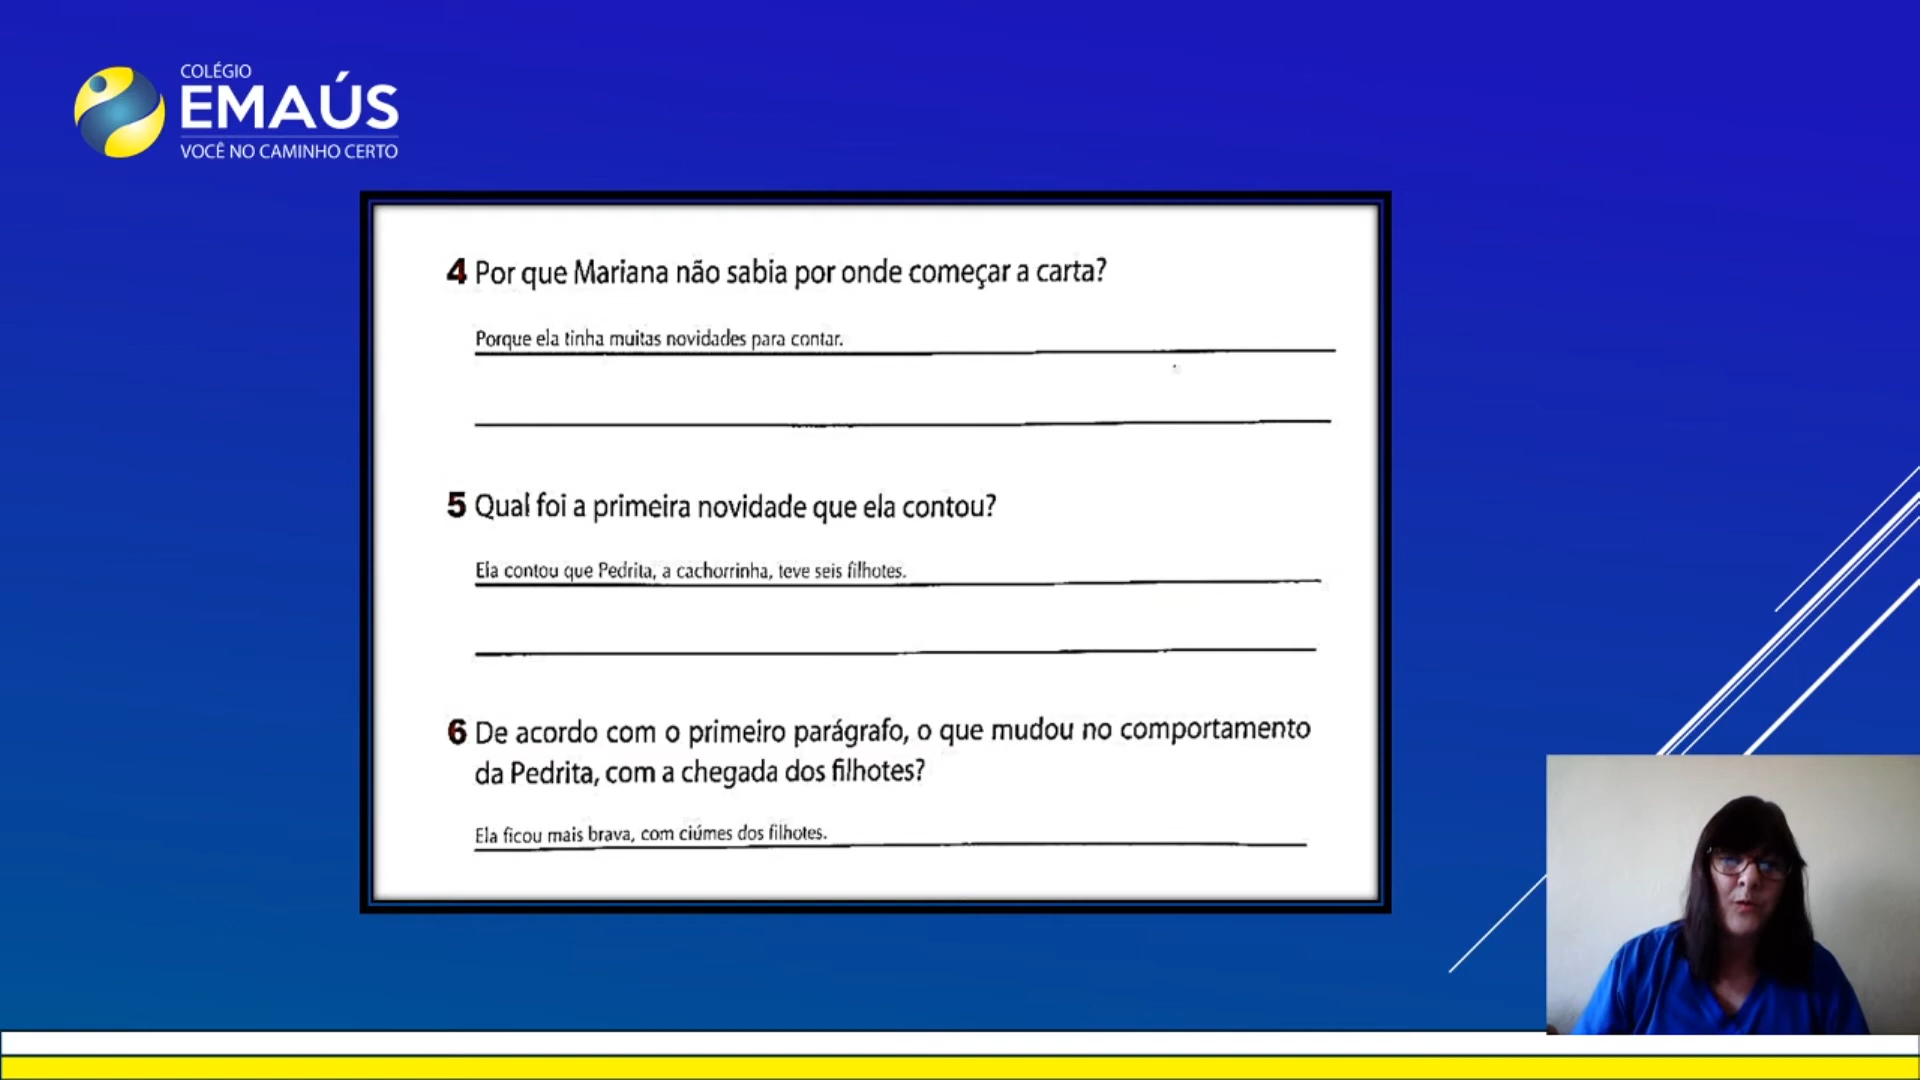 COLÉGIO
EMAÚS
VOCÊ NO CAMINHO CERTO
4 Por que Mariana não sabia por onde começar a carta?
Porque ela tinha muitas novidades para contar.
5 Qual foi a primeira novidade que ela contou?
Ela contou que Pedrita, a cachorrinha, teve seis filhotes.
6 De acordo com o primeiro parágrafo, o que mudou no comportamento
da Pedrita, com a chegada dos filhotes?
Ela ficou mais brava, com ciúmes dos filhotes.